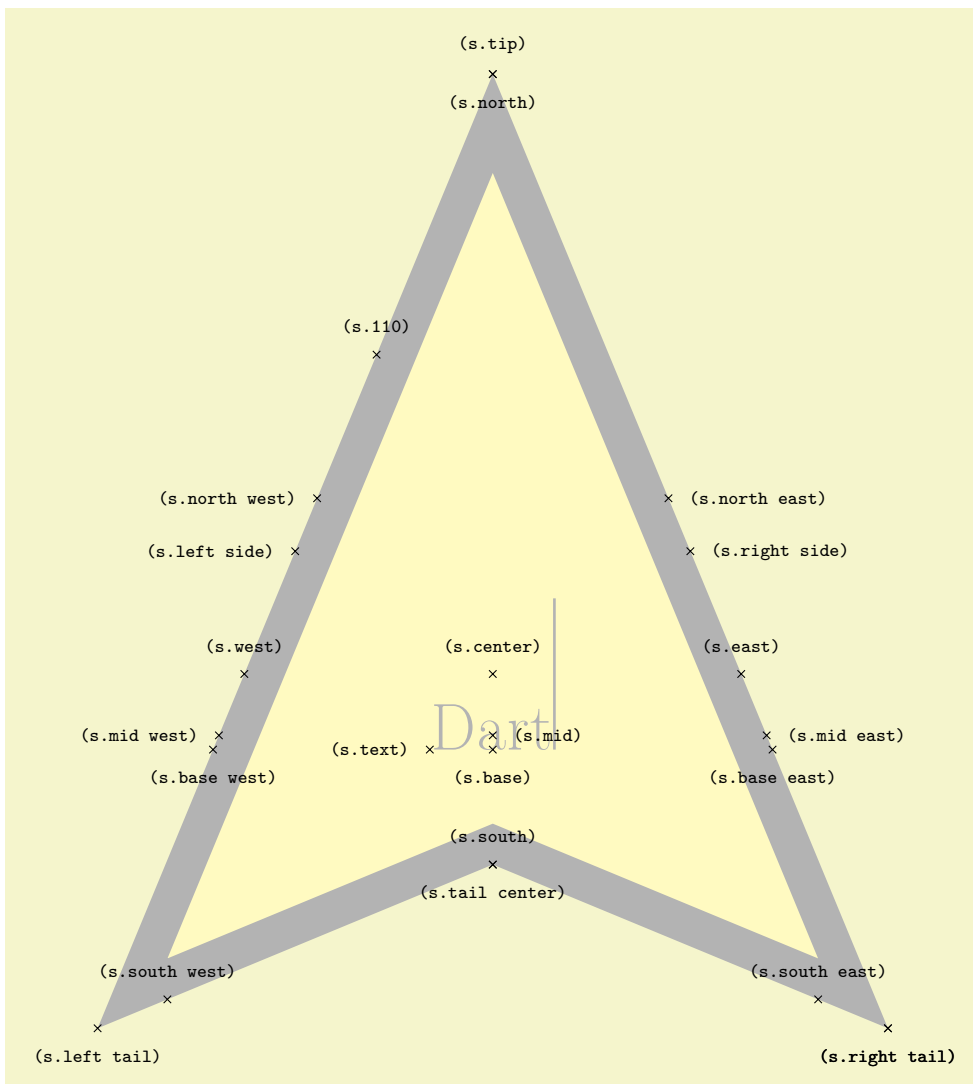 (s.tip)
(s.north)
(s.110)
(s.north west)
(s.north east)
(s.left side)
(s.right side)
(s.west)
(s.center)
(s.east)
Dart
(s.mid west)
(s.mid)
(s.mid east)
(s.text)
(s.base west)
(s.base)
(s.base east)
(s.south)
(s.tail center)
(s.south west)
(s.south east)
(s.left tail)
(s.right tail)